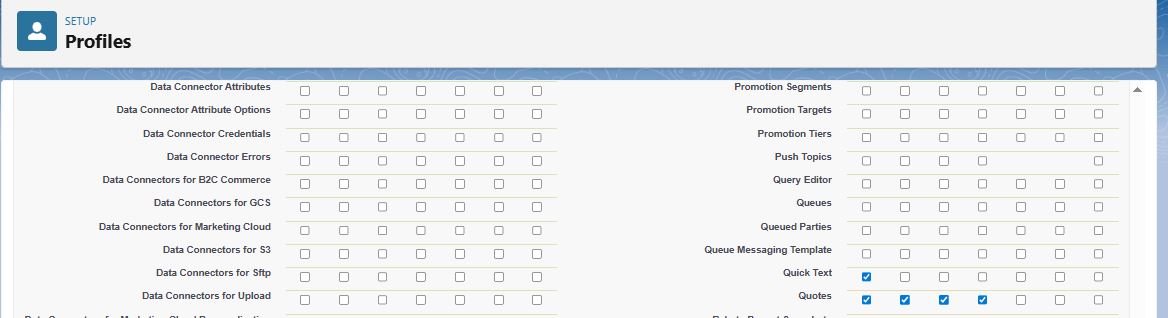 SETUP
Profiles
Data Connector Attributes
Data Connector Attribute Options
Data Connector Credentials
Data Connector Errors
Data Connectors for B2C Commerce
Data Connectors for GCS
Data Connectors for Marketing Cloud
Data Connectors for S3
Data Connectors for Sftp
Data Connectors for Upload
Promotion Segments
Promotion Targets
Promotion Tiers
Push Topics
Query Editor
Queues
Queued Parties
Queue Messaging Template
Quick Text
Quotes